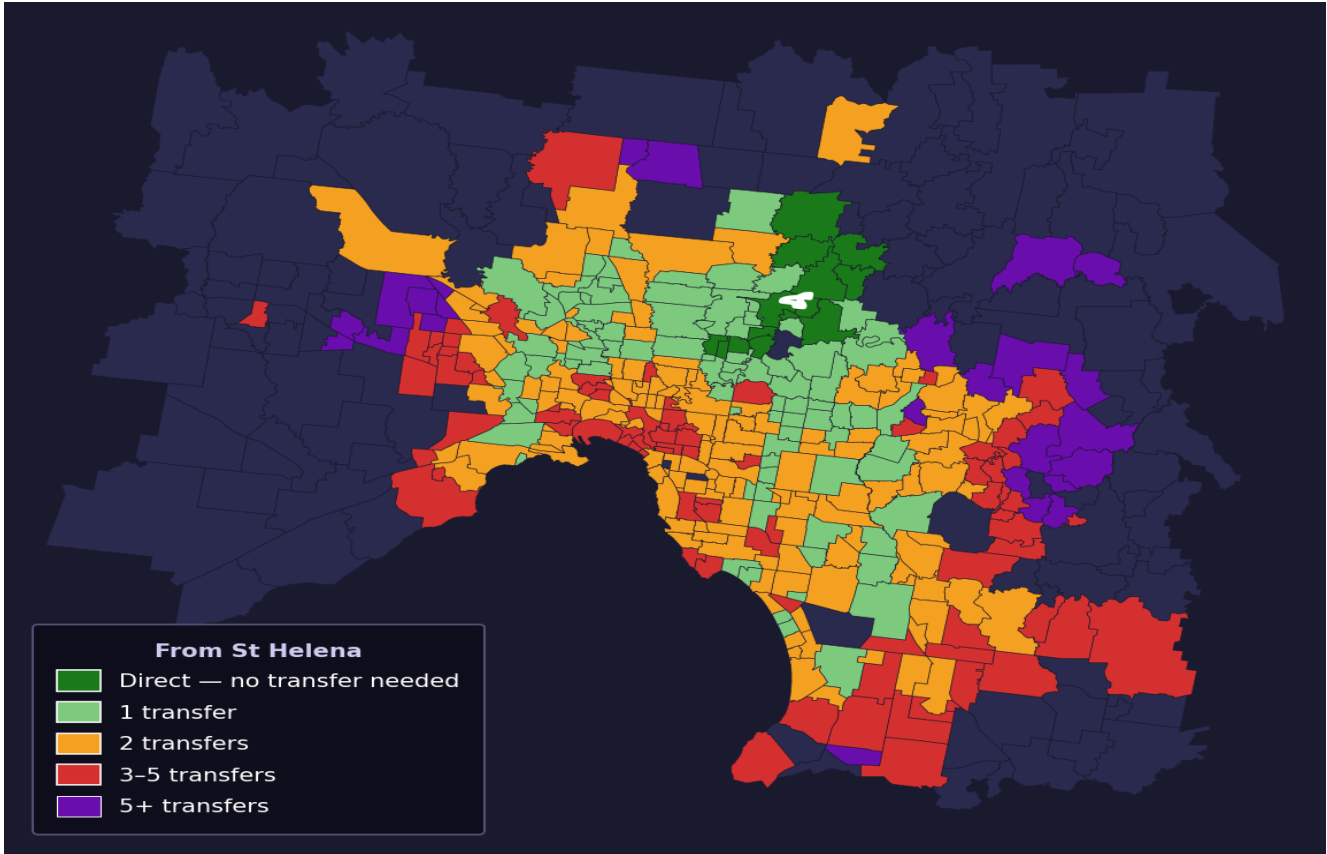 From St Helena
Direct — no transfer needed
1 transfer
2 transfers
3–5 transfers
5+ transfers